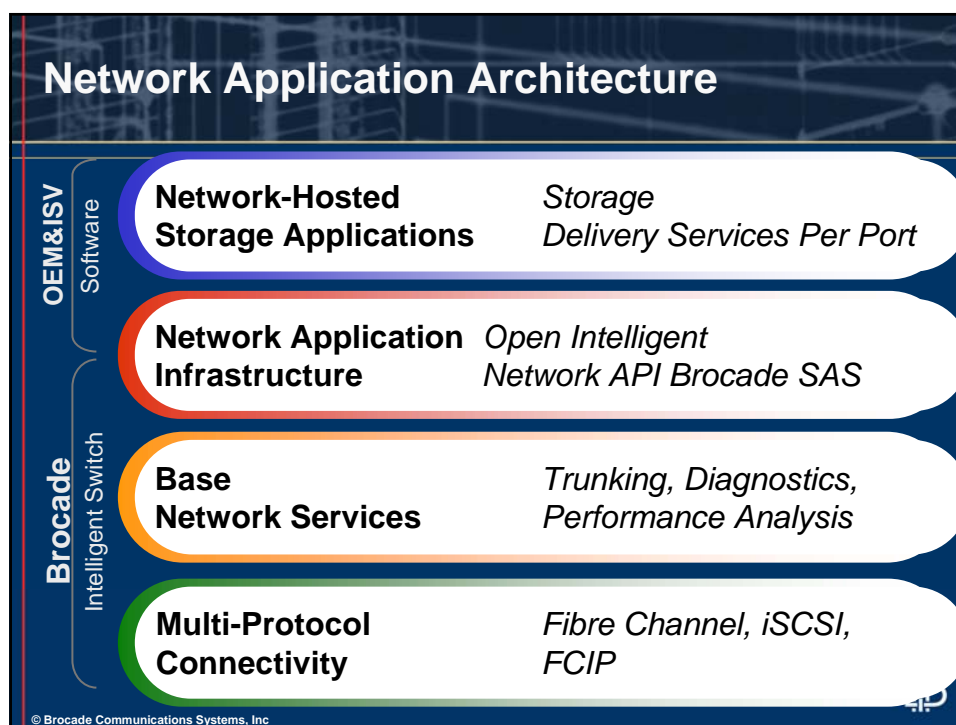 Network Application Architecture
OEM&ISV
Software
Network-Hosted Storage
Storage Applications Delivery Services Per Port
Network Application Open Intelligent
Infrastructure Network API Brocade SAS
Brocade
Intelligent Switch
Base Trunking, Diagnostics,
Network Services Performance Analysis
Multi-Protocol Fibre Channel, iSCSI,
Connectivity FCIP
© Brocade Communications Systems, Inc